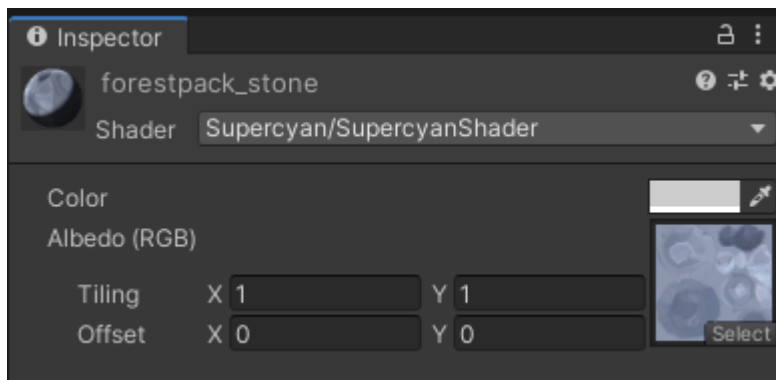 Inspector
forestpack_stone
Shader Supercyan/SupercyanShader
Color
Albedo (RGB)
Tiling X 1 Y 1
Offset X 0 Y 0
Select